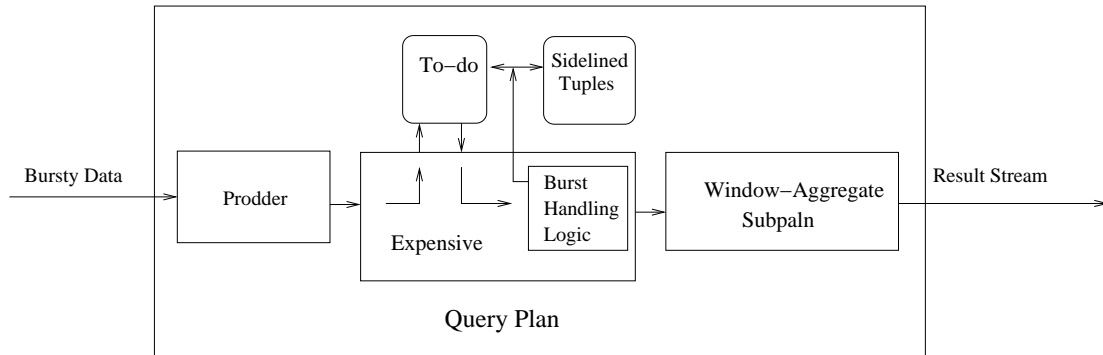 To−do
Sidelined
Tuples
Bursty Data
Prodder
Expensive
Burst
Handling
Logic
Window−Aggregate
Subpaln
Result Stream
Query Plan